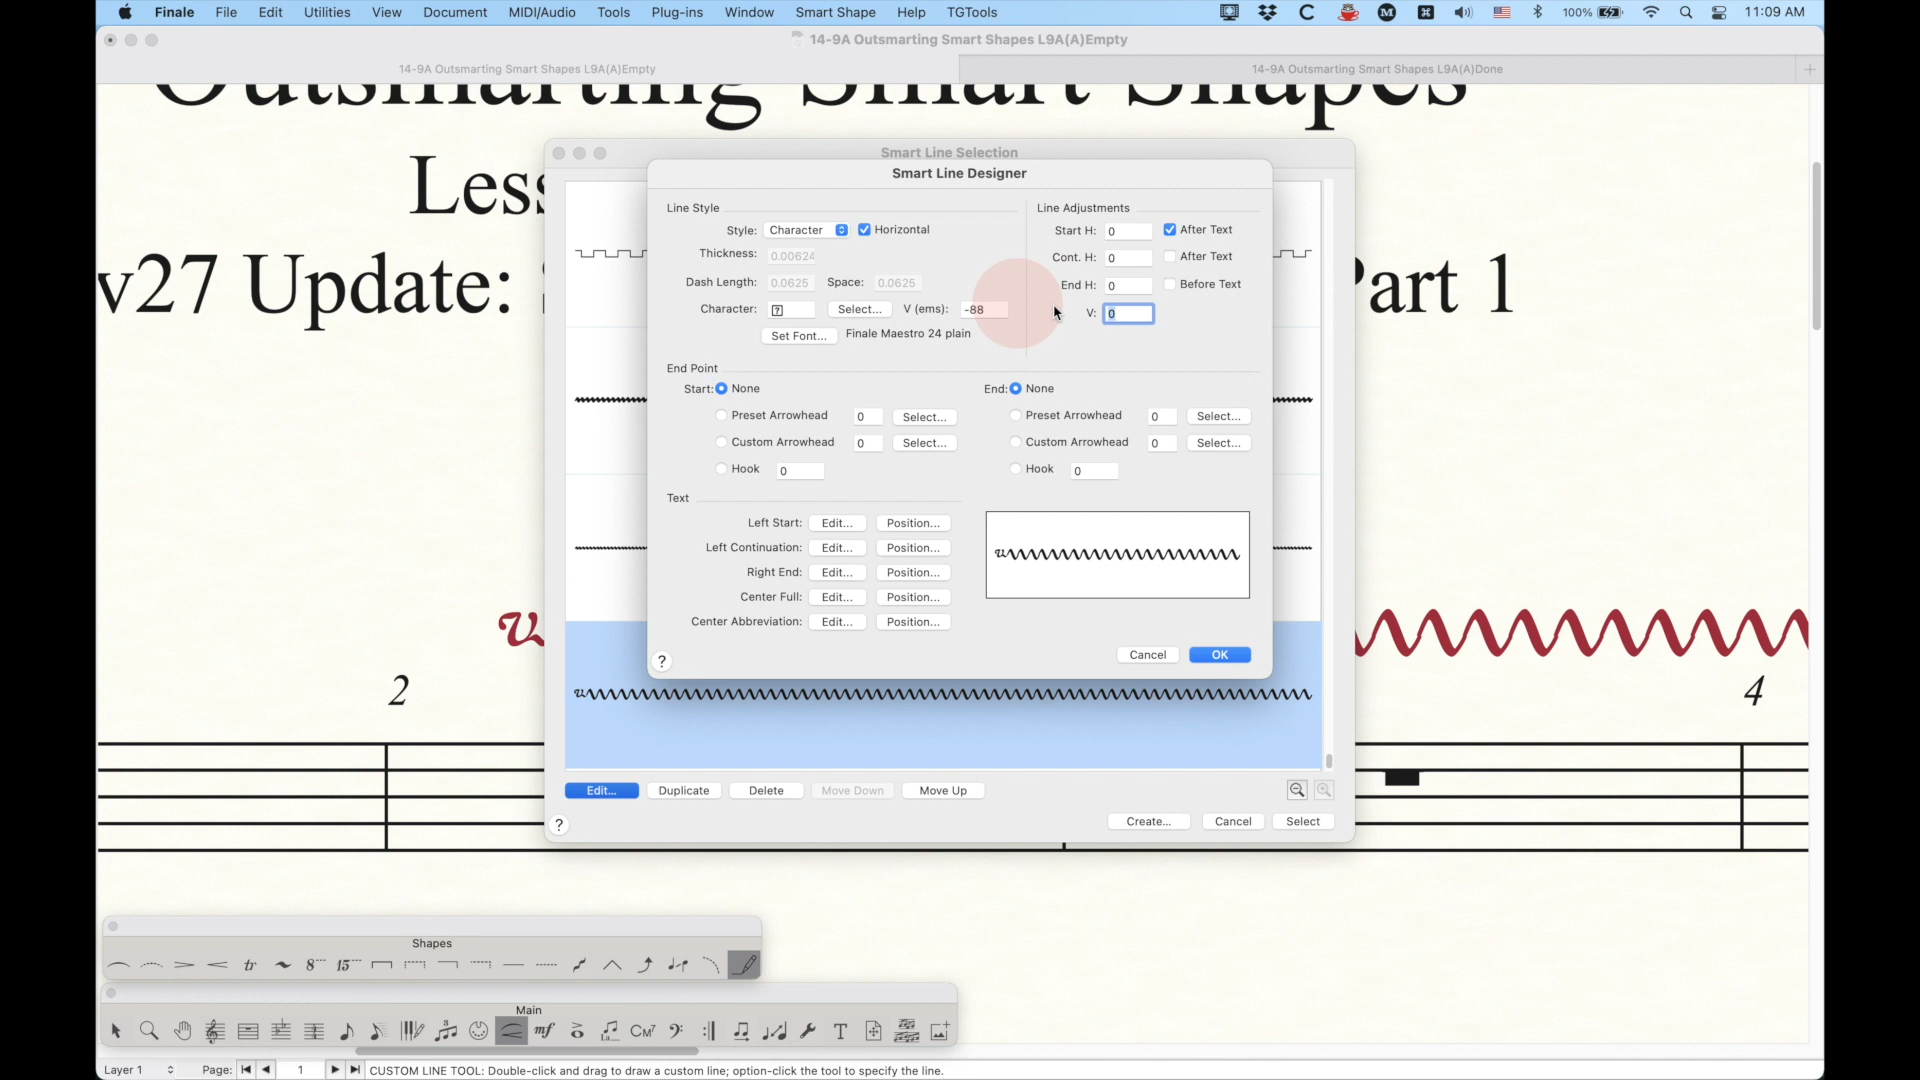 Finale File Edit Utilities View Document MIDI/Audio Tools Plug-ins Window Smart Shape Help TGTools 100% 11:09 AM
14-9A Outsmarting Smart Shapes L9A(A)Empty
14-9A Outsmarting Smart Shapes L9A(A)Empty 14-9A Outsmarting Smart Shapes L9A(A)Done
Outsmarting Smart Shapes
Less
v27 Update: Part 1
Smart Line Selection
Smart Line Designer
Line Style
Style: Character Horizontal
Thickness: 0.00624
Dash Length: 0.0625 Space: 0.0625
Character: ? Select... V (ems): -88
Set Font... Finale Maestro 24 plain
Line Adjustments
Start H: 0 After Text
Cont. H: 0 After Text
End H: 0 Before Text
V: 0
End Point
Start: None
Preset Arrowhead 0 Select...
Custom Arrowhead 0 Select...
Hook 0
End: None
Preset Arrowhead 0 Select...
Custom Arrowhead 0 Select...
Hook 0
Text
Left Start: Edit... Position...
Left Continuation: Edit... Position...
Right End: Edit... Position...
Center Full: Edit... Position...
Center Abbreviation: Edit... Position...
? Cancel OK
2 4
Edit... Duplicate Delete Move Down Move Up
? Create... Cancel Select
Shapes
tr 8 15
Main
mf CM7 T
Layer 1 Page: 1 CUSTOM LINE TOOL: Double-click and drag to draw a custom line; option-click the tool to specify the line.